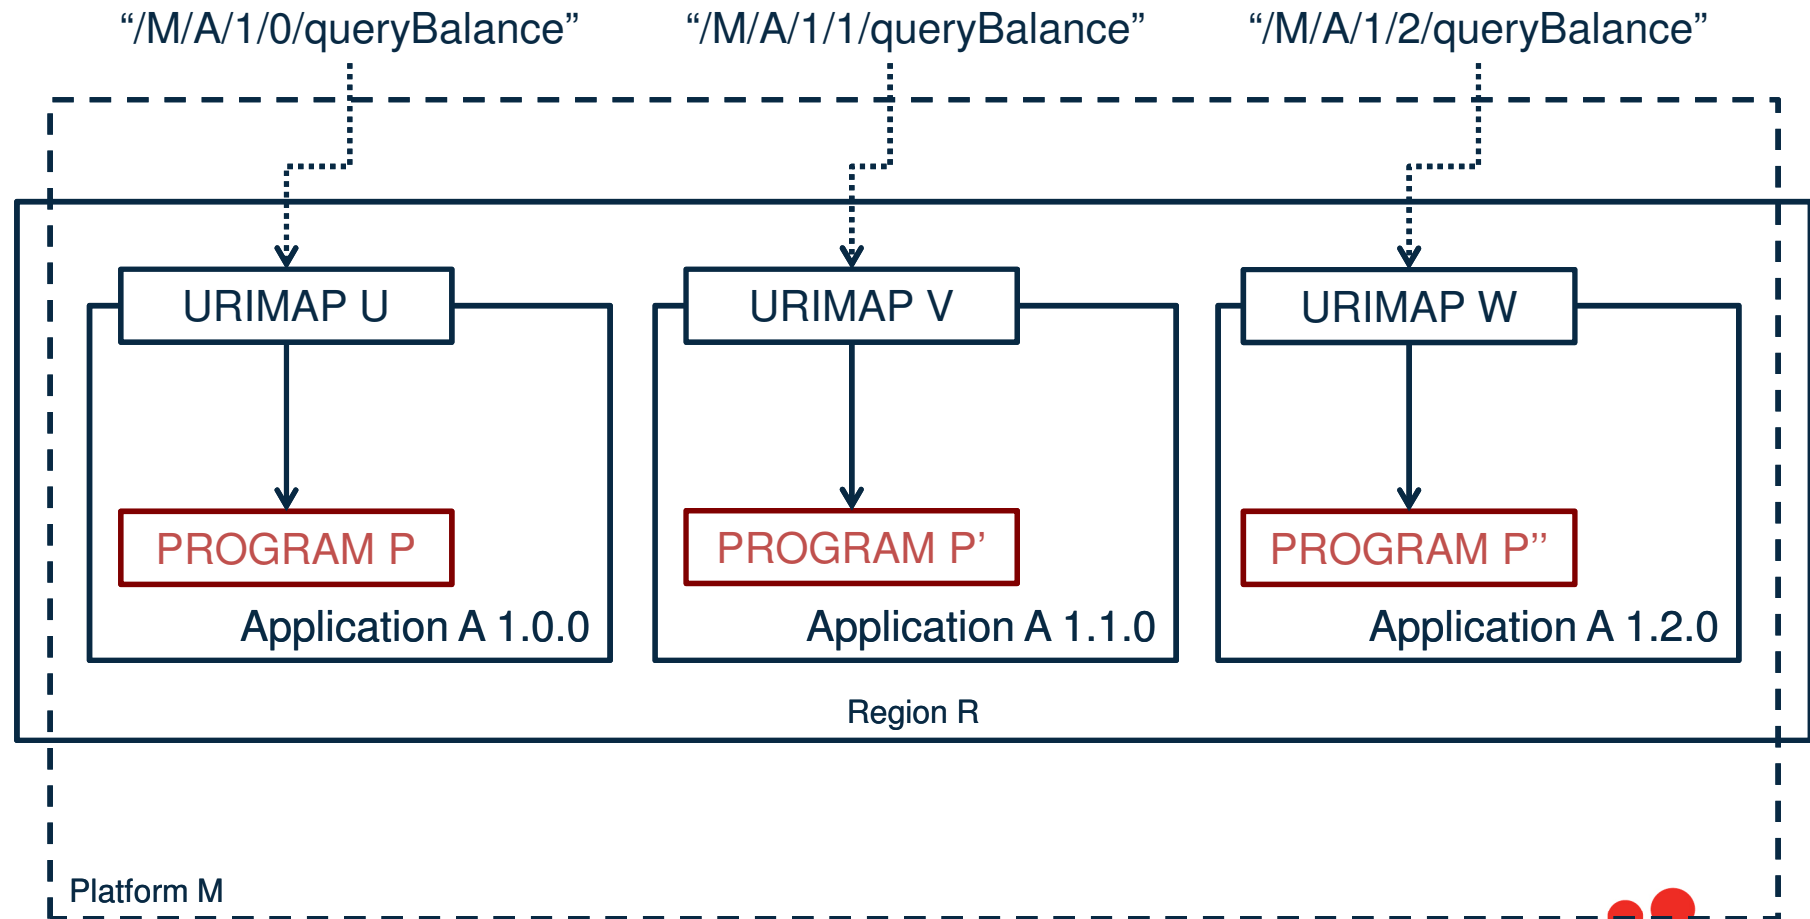 “/M/A/1/0/queryBalance” “/M/A/1/1/queryBalance” “/M/A/1/2/queryBalance”
URIMAP U URIMAP V URIMAP W
PROGRAM P PROGRAM P’ PROGRAM P’’
Application A 1.0.0 Application A 1.1.0 Application A 1.2.0
Region R
Platform M